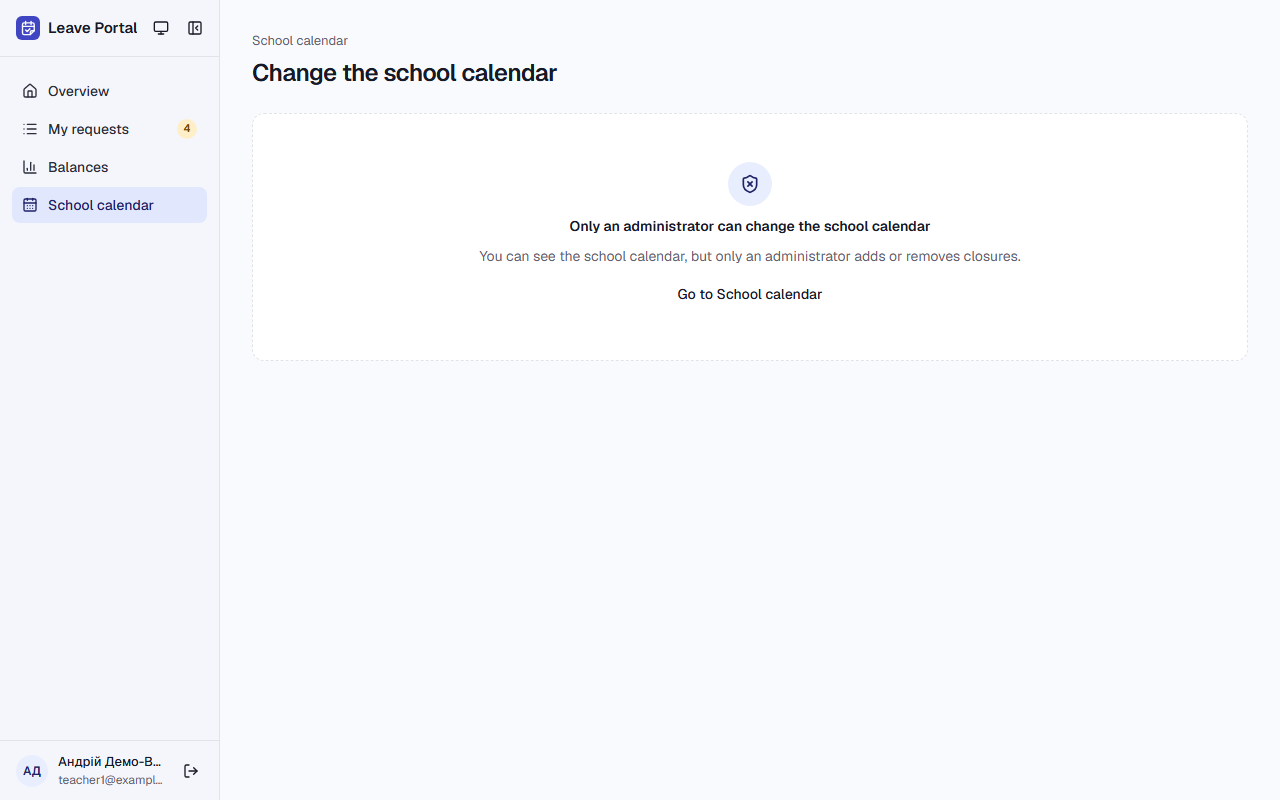 Leave Portal
Overview
My requests 4
Balances
School calendar
School calendar
Change the school calendar
Only an administrator can change the school calendar
You can see the school calendar, but only an administrator adds or removes closures.
Go to School calendar
АД
Андрій Демо-В...
teacher1@exampl...